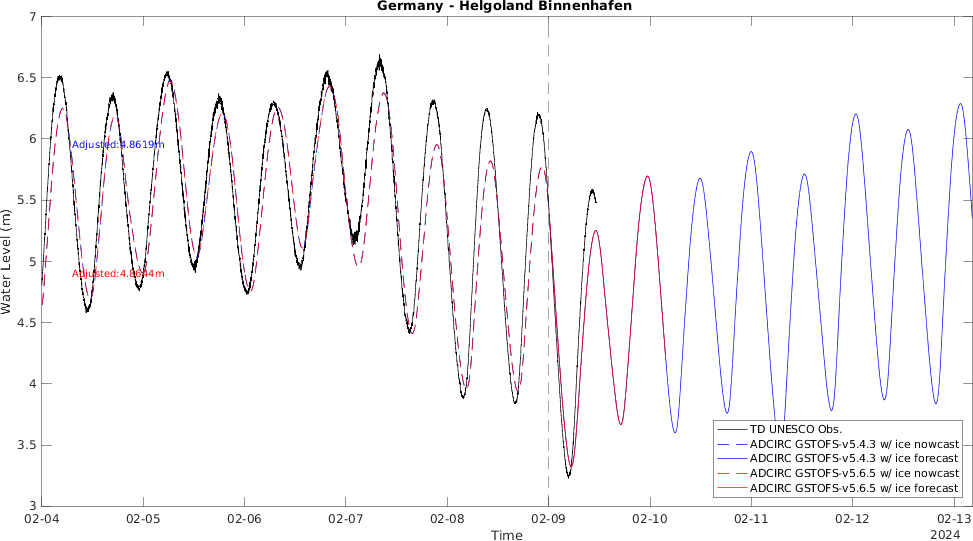 Germany - Helgoland Binnenhafen
Water Level (m)
7
6.5
6
5.5
5
4.5
4
3.5
3
Adjusted:4.8619m
Adjusted:4.8644m
TD UNESCO Obs.
ADCIRC GSTOFS-v5.4.3 w/ ice nowcast
ADCIRC GSTOFS-v5.4.3 w/ ice forecast
ADCIRC GSTOFS-v5.6.5 w/ ice nowcast
ADCIRC GSTOFS-v5.6.5 w/ ice forecast
02-04 02-05 02-06 02-07 02-08 02-09 02-10 02-11 02-12 02-13
Time
2024